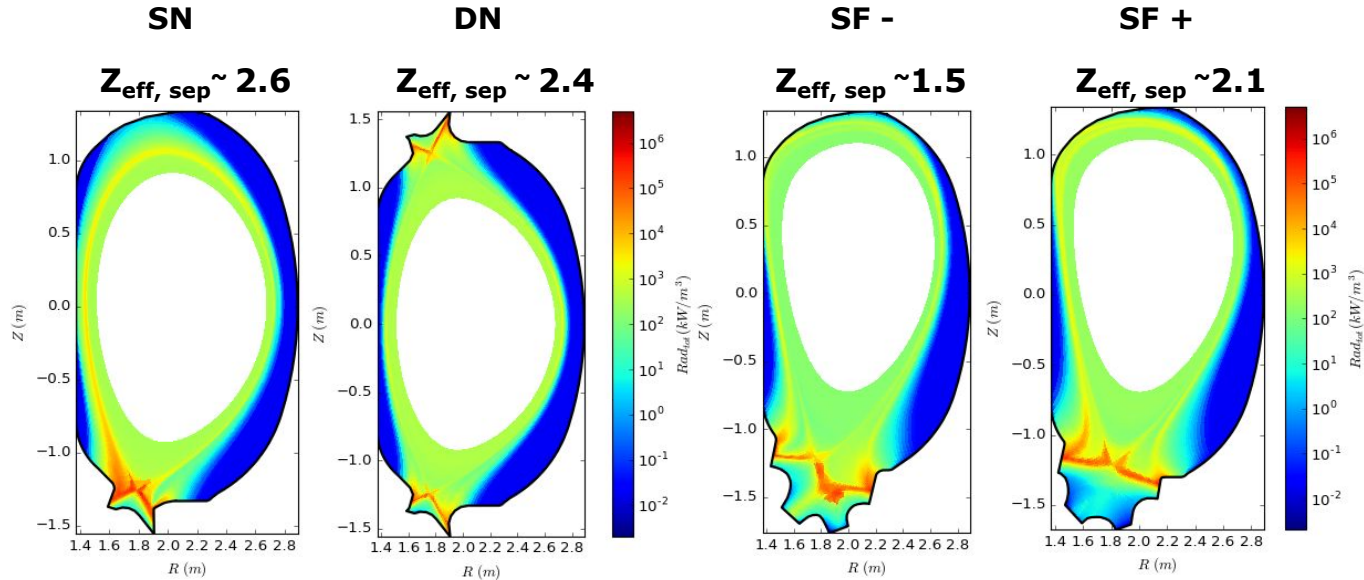 SN
Z_eff, sep ~ 2.6
DN
Z_eff, sep ~ 2.4
SF -
Z_eff, sep ~1.5
SF +
Z_eff, sep ~2.1
1.0
0.5
0.0
−0.5
−1.0
−1.5
Z (m)
1.4 1.6 1.8 2.0 2.2 2.4 2.6 2.8
R (m)
1.5
1.0
0.5
0.0
−0.5
−1.0
−1.5
Z (m)
1.4 1.6 1.8 2.0 2.2 2.4 2.6 2.8
R (m)
10^6
10^5
10^4
10^3
10^2
10^1
10^0
10^-1
10^-2
Rad_tot (kW/m^3)
1.0
0.5
0.0
−0.5
−1.0
−1.5
Z (m)
1.4 1.6 1.8 2.0 2.2 2.4 2.6 2.8
R (m)
1.0
0.5
0.0
−0.5
−1.0
−1.5
Z (m)
1.4 1.6 1.8 2.0 2.2 2.4 2.6 2.8
R (m)
10^6
10^5
10^4
10^3
10^2
10^1
10^0
10^-1
10^-2
Rad_tot (kW/m^3)